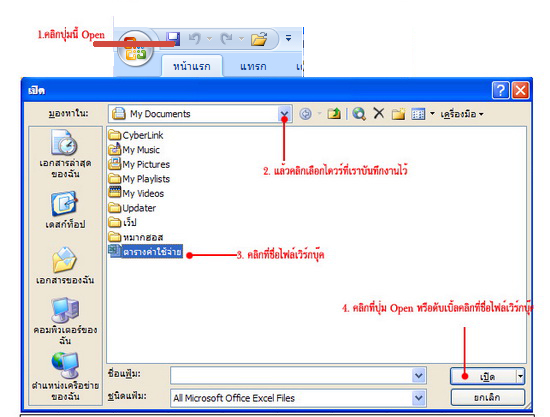 1.คลิกปุ่มนี้ Open
หน้าแรก แทรก
เปิด
มองหาใน: My Documents เครื่องมือ
เอกสารล่าสุดของฉัน
เดสก์ท็อป
เอกสารของฉัน
คอมพิวเตอร์ของฉัน
ตำแหน่งเครือข่ายของฉัน
CyberLink
My Music
My Pictures
My Playlists
My Videos
Updater
เว็ป
หมากฮอส
ตารางค่าใช้จ่าย
2. แล้วคลิกเลือกไดวร์ที่เราบันทึกงานไว้
3. คลิกที่ชื่อไฟล์เวิร์กบุ๊ค
4. คลิกที่ปุ่ม Open หรือดับเบิ้ลคลิกที่ชื่อไฟล์เวิร์กบุ๊ค
ชื่อแฟ้ม: เปิด
ชนิดแฟ้ม: All Microsoft Office Excel Files ยกเลิก